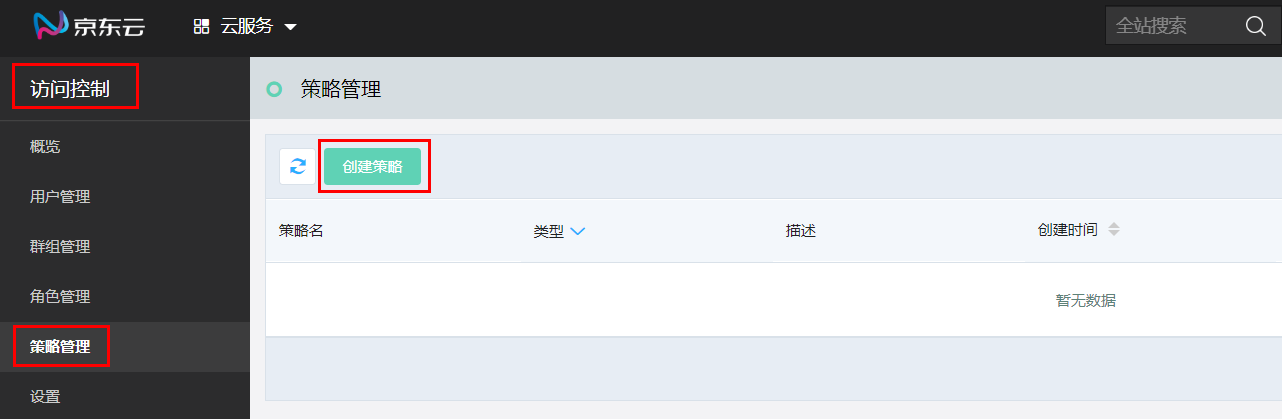 京东云 云服务 全站搜索
访问控制
策略管理
概览
创建策略
用户管理
策略名 类型 描述 创建时间
群组管理
角色管理
暂无数据
策略管理
设置